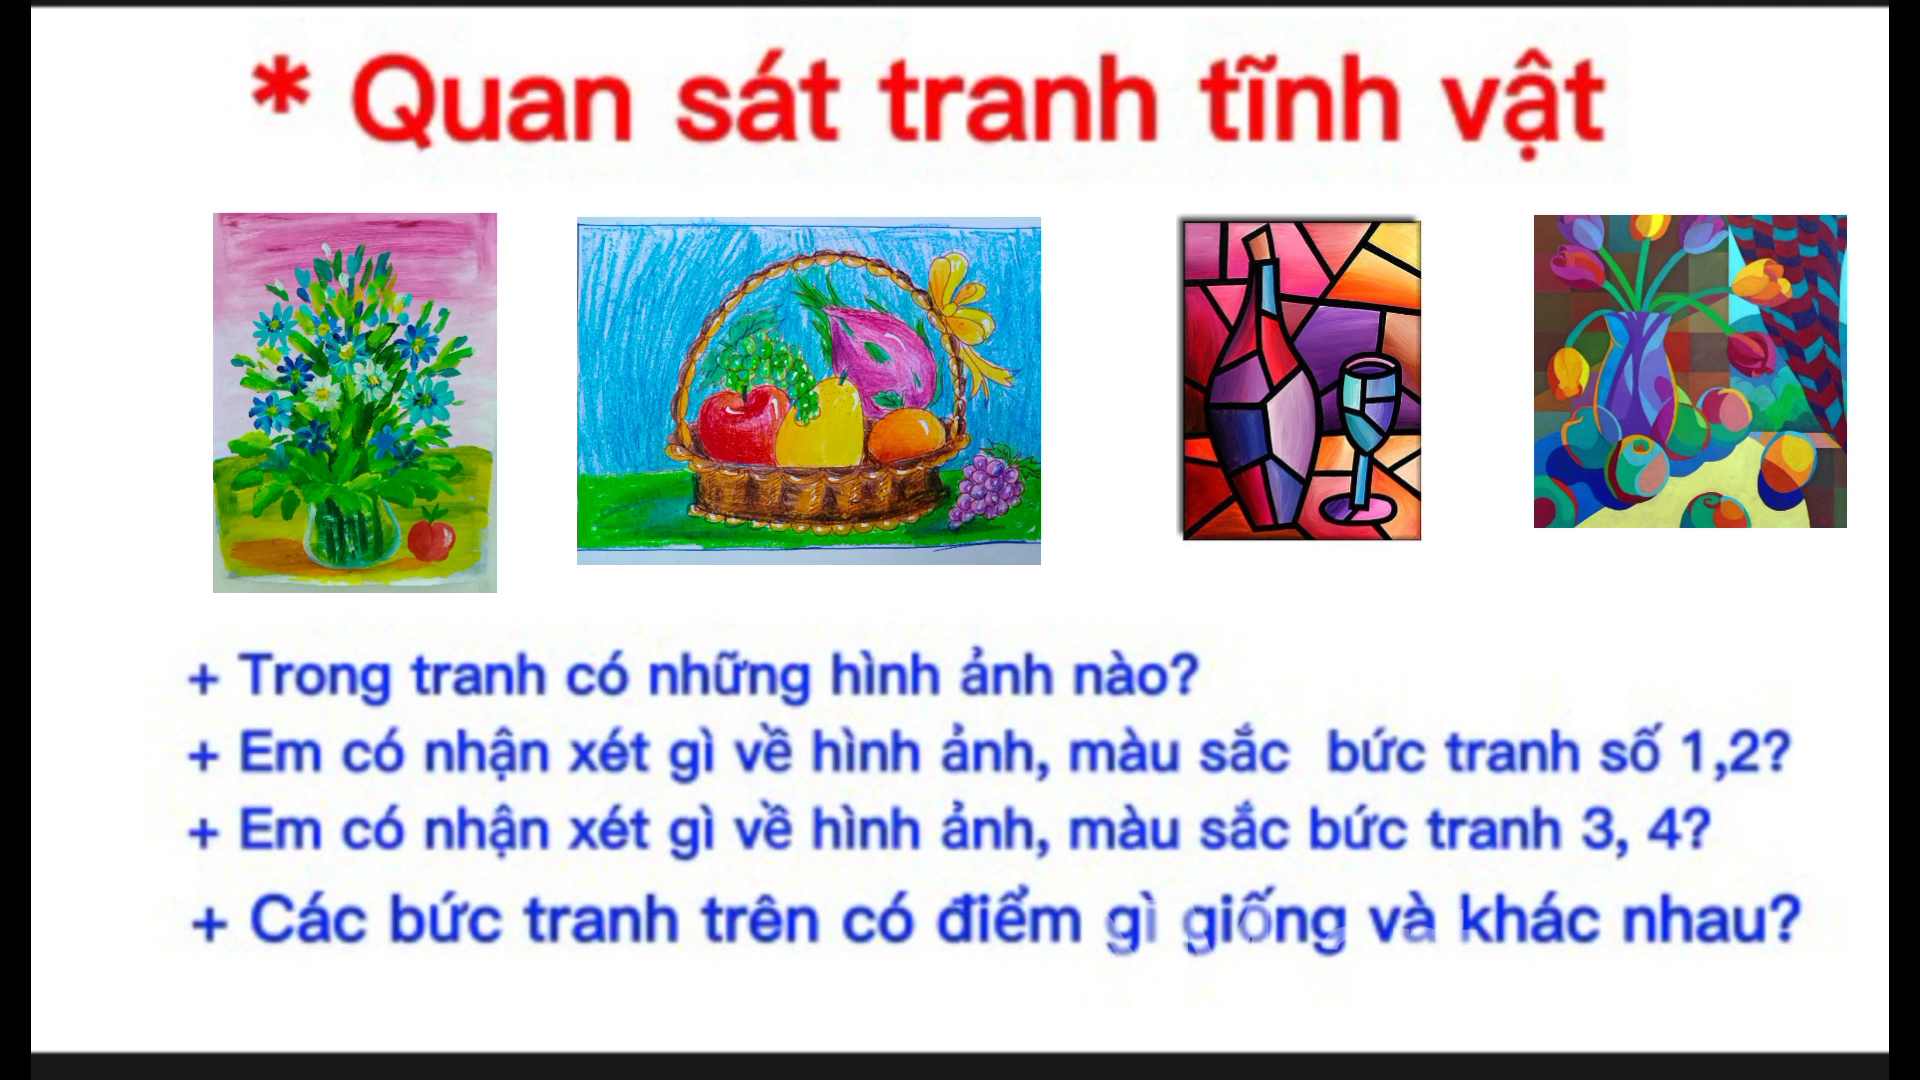 * Quan sát tranh tĩnh vật
+ Trong tranh có những hình ảnh nào?
+ Em có nhận xét gì về hình ảnh, màu sắc bức tranh số 1,2?
+ Em có nhận xét gì về hình ảnh, màu sắc bức tranh 3, 4?
+ Các bức tranh trên có điểm gì giống và khác nhau?